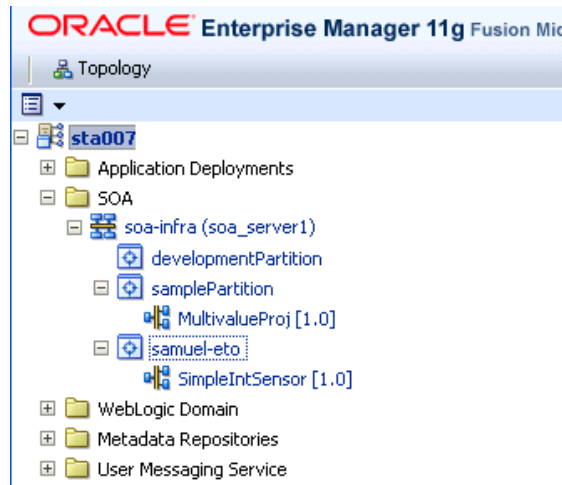 ORACLE Enterprise Manager 11g Fusion Mi
Topology
sta007
Application Deployments
SOA
soa-infra (soa_server1)
developmentPartition
samplePartition
MultivalueProj [1.0]
samuel-eto
SimpleIntSensor [1.0]
WebLogic Domain
Metadata Repositories
User Messaging Service